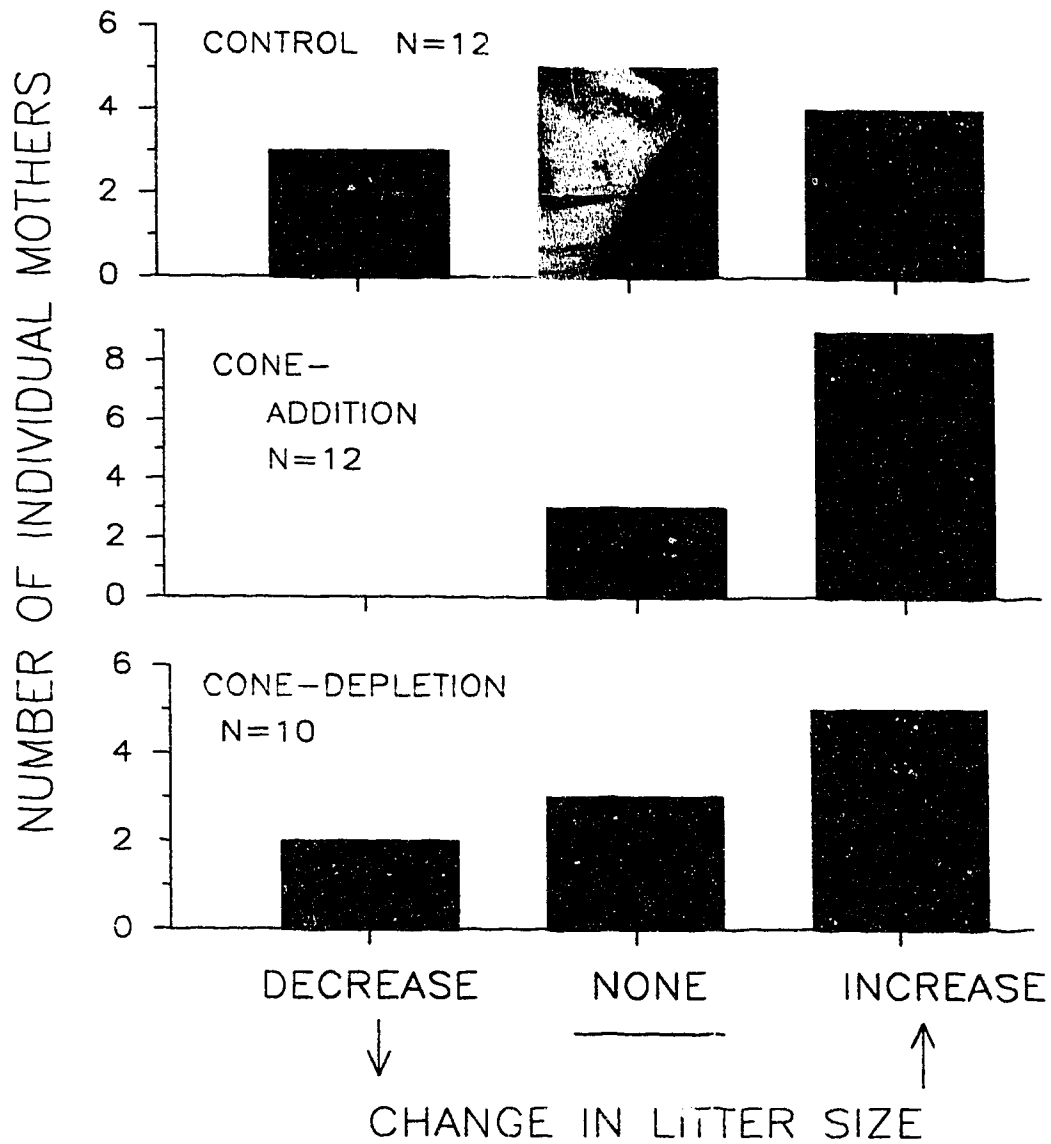 NUMBER OF INDIVIDUAL MOTHERS
6
CONTROL N=12
4
2
0
8
CONE-
ADDITION
N=12
6
4
2
0
6
CONE-DEPLETION
N=10
4
2
0
DECREASE NONE INCREASE
CHANGE IN LITTER SIZE